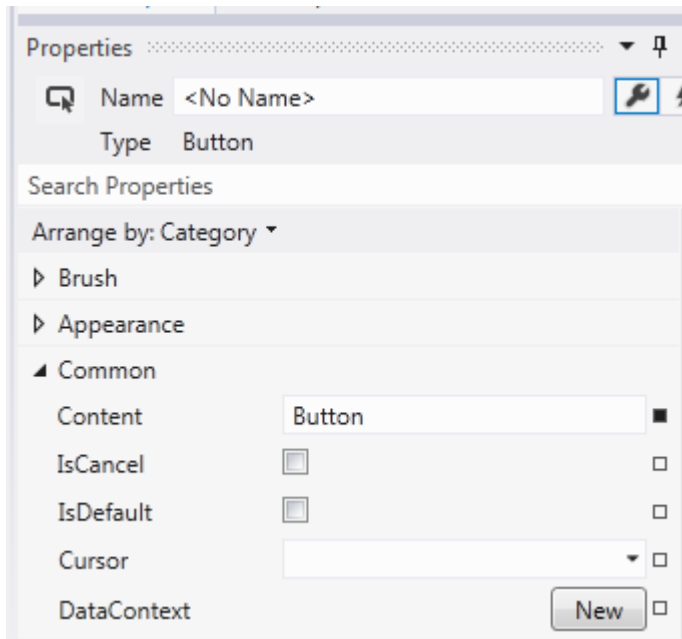 Properties
Name <No Name>
Type Button
Search Properties
Arrange by: Category
Brush
Appearance
Common
Content Button
IsCancel
IsDefault
Cursor
DataContext New